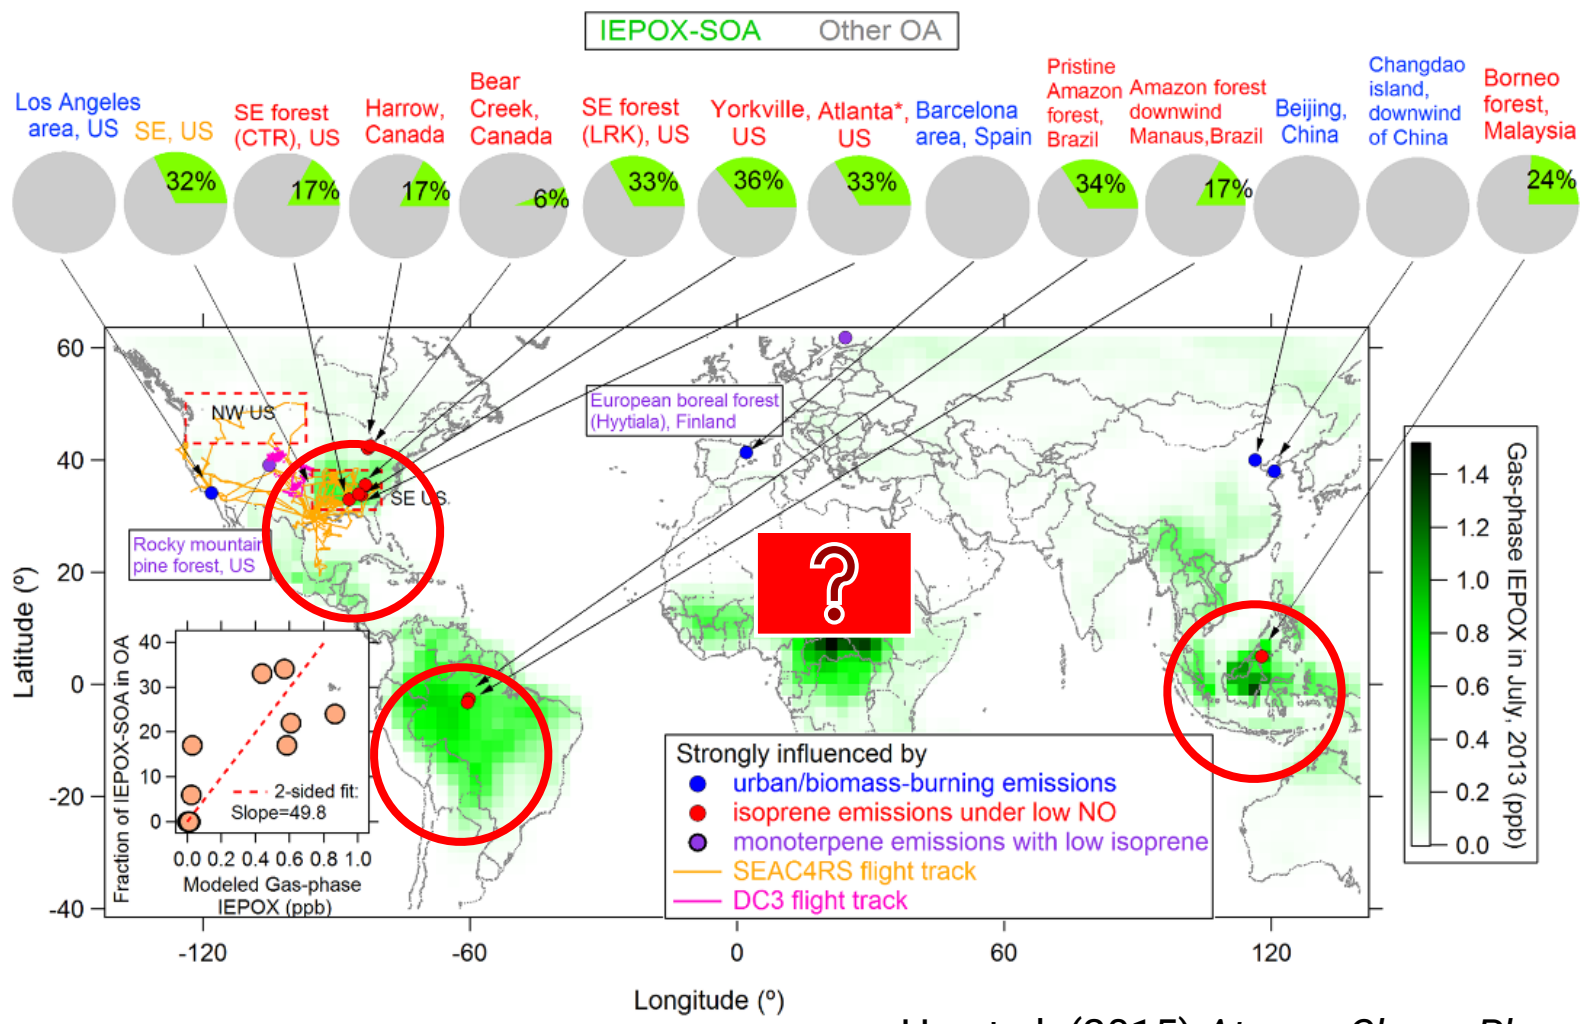 IEPOX-SOA Other OA
Los Angeles
area, US
SE, US
SE forest
(CTR), US
Harrow,
Canada
Bear
Creek,
Canada
SE forest
(LRK), US
Yorkville,
US
Atlanta*,
US
Barcelona
area, Spain
Pristine
Amazon
forest,
Brazil
Amazon forest
downwind
Manaus,Brazil
Beijing,
China
Changdao
island,
downwind
of China
Borneo
forest,
Malaysia
32%
17%
17%
6%
33%
36%
33%
34%
17%
24%
60
40
20
0
-20
-40
Latitude (º)
-120
-60
0
60
120
Longitude (º)
NW US
SE US
European boreal forest
(Hyytiala), Finland
Rocky mountain
pine forest, US
?
40
30
20
10
0
Fraction of IEPOX-SOA in OA
2-sided fit:
Slope=49.8
0.0 0.2 0.4 0.6 0.8 1.0
Modeled Gas-phase
IEPOX (ppb)
Strongly influenced by
urban/biomass-burning emissions
isoprene emissions under low NO
monoterpene emissions with low isoprene
SEAC4RS flight track
DC3 flight track
1.4
1.2
1.0
0.8
0.6
0.4
0.2
0.0
Gas-phase IEPOX in July, 2013 (ppb)